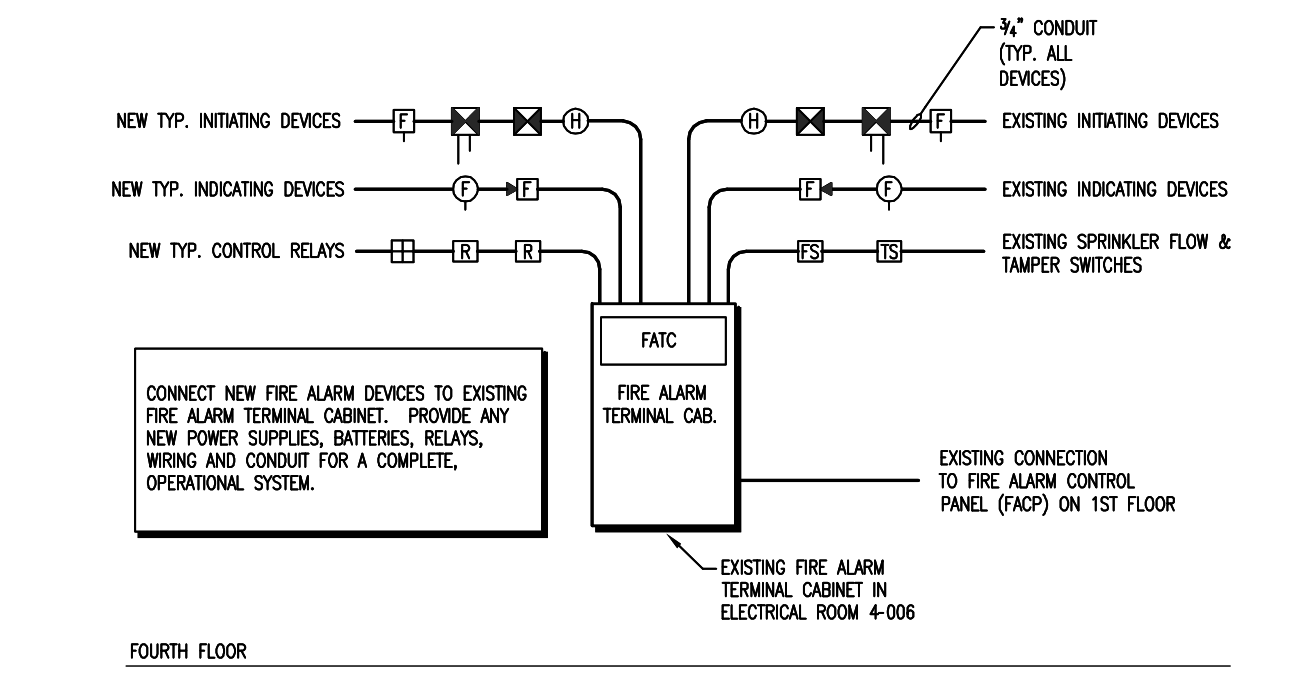 ¾" CONDUIT
(TYP. ALL
DEVICES)
NEW TYP. INITIATING DEVICES
F
H
H
F
EXISTING INITIATING DEVICES
NEW TYP. INDICATING DEVICES
F
F
F
F
EXISTING INDICATING DEVICES
NEW TYP. CONTROL RELAYS
R
R
FS
TS
EXISTING SPRINKLER FLOW &
TAMPER SWITCHES
FATC
FIRE ALARM
TERMINAL CAB.
CONNECT NEW FIRE ALARM DEVICES TO EXISTING
FIRE ALARM TERMINAL CABINET. PROVIDE ANY
NEW POWER SUPPLIES, BATTERIES, RELAYS,
WIRING AND CONDUIT FOR A COMPLETE,
OPERATIONAL SYSTEM.
EXISTING CONNECTION
TO FIRE ALARM CONTROL
PANEL (FACP) ON 1ST FLOOR
EXISTING FIRE ALARM
TERMINAL CABINET IN
ELECTRICAL ROOM 4-006
FOURTH FLOOR